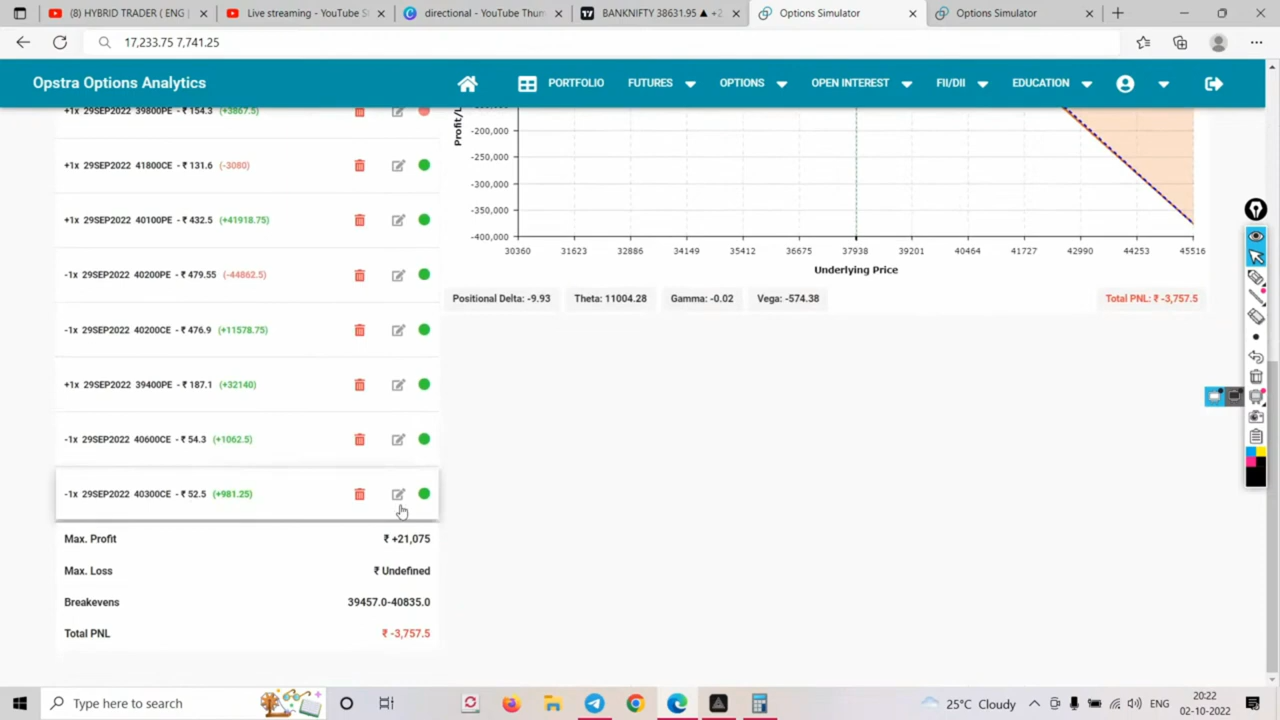 (8) HYBRID TRADER ( ENG |
Live streaming - YouTube S
directional - YouTube Thum
BANKNIFTY 38631.95 ▲ +2
Options Simulator
Options Simulator
17,233.75 7,741.25
Opstra Options Analytics
PORTFOLIO
FUTURES
OPTIONS
OPEN INTEREST
FII/DII
EDUCATION
+1x 29SEP2022 39800PE - ₹ 154.3 (+3867.5)
+1x 29SEP2022 41800CE - ₹ 131.6 (-3080)
+1x 29SEP2022 40100PE - ₹ 432.5 (+41918.75)
-1x 29SEP2022 40200PE - ₹ 479.55 (-44862.5)
-1x 29SEP2022 40200CE - ₹ 476.9 (+11578.75)
+1x 29SEP2022 39400PE - ₹ 187.1 (+32140)
-1x 29SEP2022 40600CE - ₹ 54.3 (+1062.5)
-1x 29SEP2022 40300CE - ₹ 52.5 (+981.25)
Max. Profit ₹ +21,075
Max. Loss ₹ Undefined
Breakevens 39457.0-40835.0
Total PNL ₹ -3,757.5
Profit/L
-200,000
-250,000
-300,000
-350,000
-400,000
30360 31623 32886 34149 35412 36675 37938 39201 40464 41727 42990 44253 45516
Underlying Price
Positional Delta: -9.93
Theta: 11004.28
Gamma: -0.02
Vega: -574.38
Total PNL: ₹ -3,757.5
Type here to search
25°C Cloudy
ENG
20:22
02-10-2022